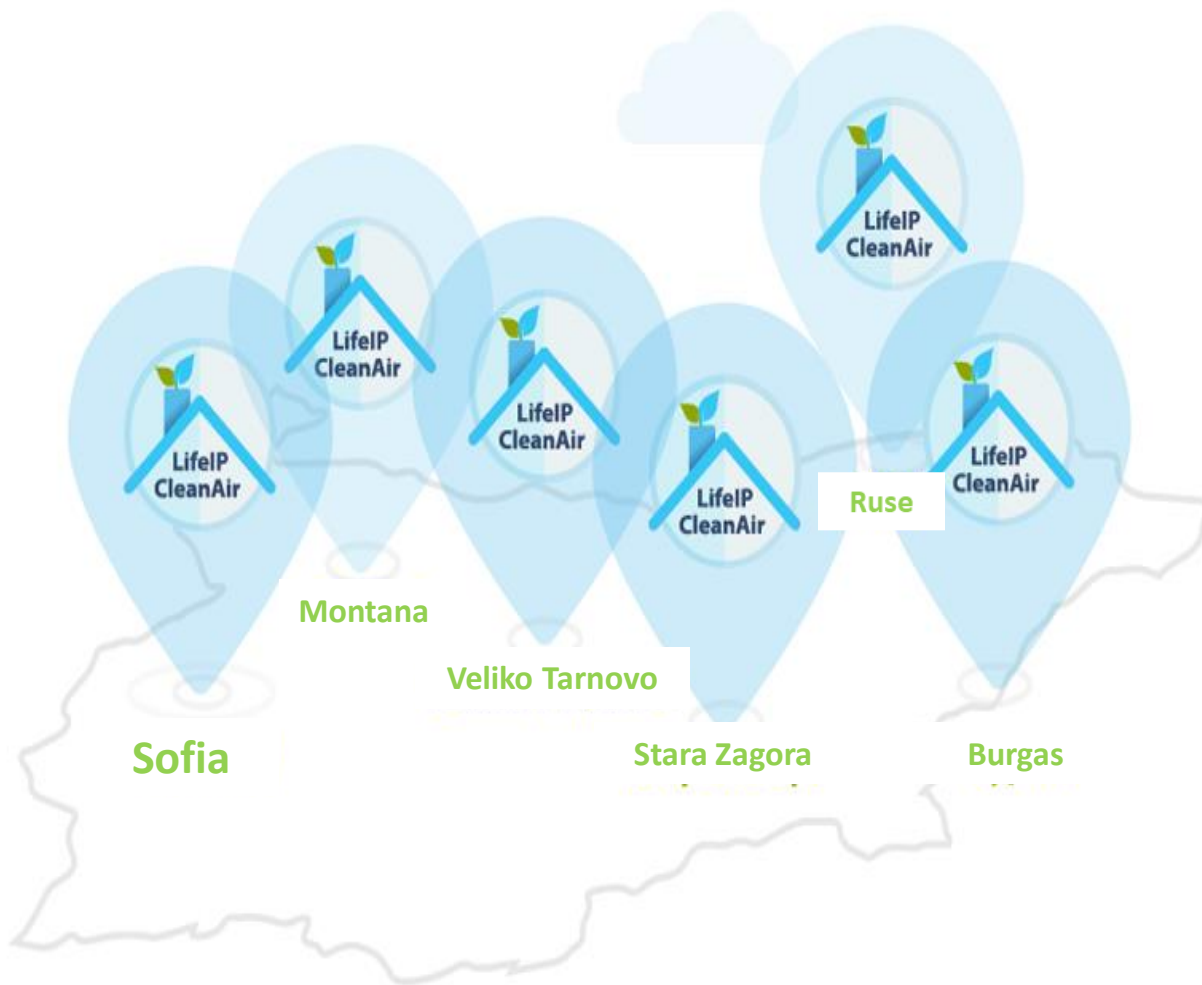 LifeIP
CleanAir
LifeIP
CleanAir
LifeIP
CleanAir
LifeIP
CleanAir
LifeIP
CleanAir
LifeIP
CleanAir
Ruse
Montana
Veliko Tarnovo
Sofia
Stara Zagora
Burgas